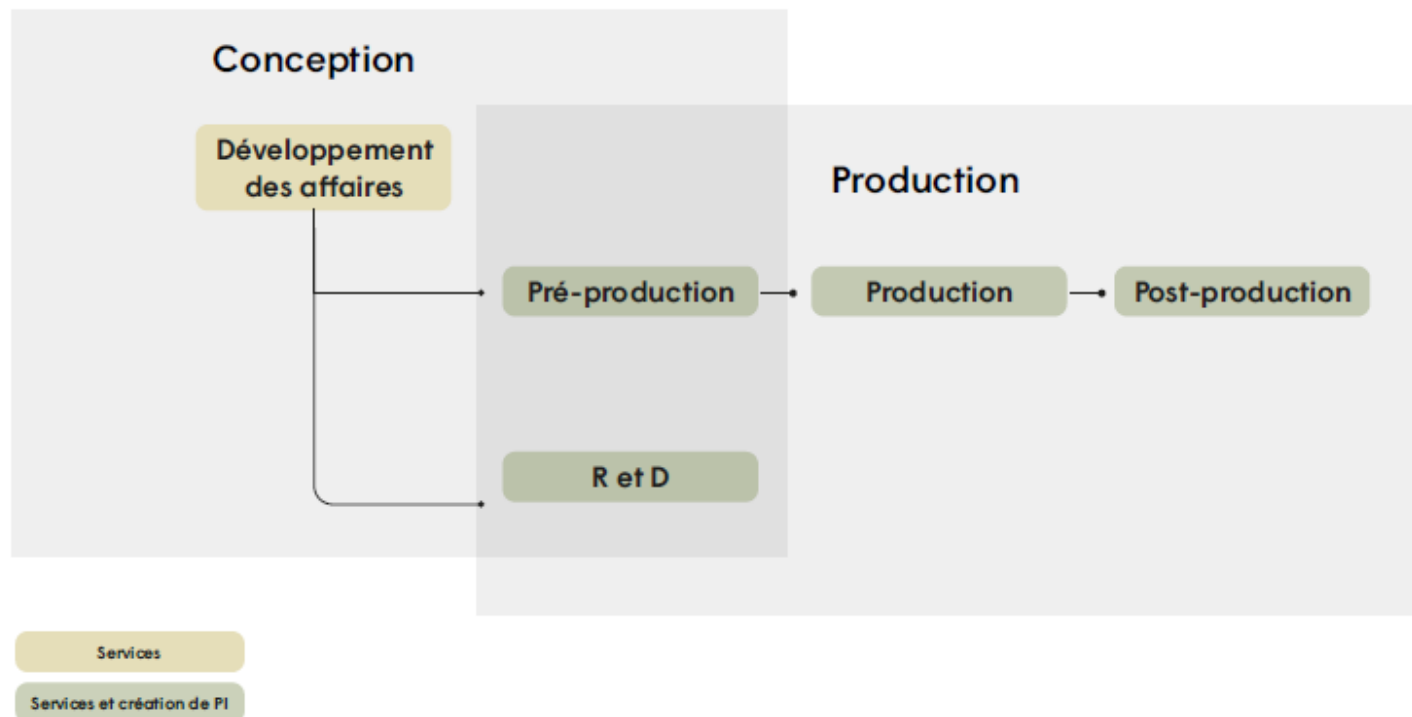 Conception
Développement
des affaires
Production
Pré-production
Production
Post-production
R et D
Services
Services et création de PI